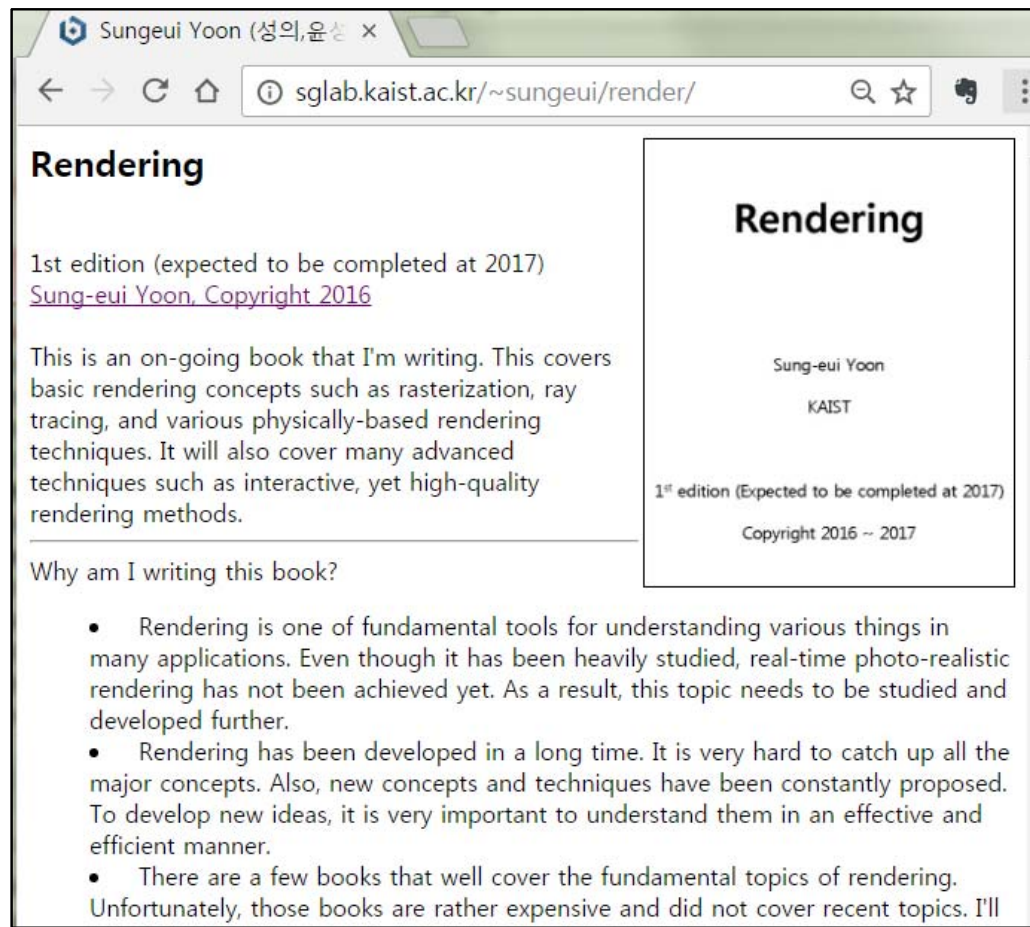 Sungeui Yoon (성의,윤성
sglab.kaist.ac.kr/~sungeui/render/
Rendering
1st edition (expected to be completed at 2017)
Sung-eui Yoon, Copyright 2016
This is an on-going book that I'm writing. This covers
basic rendering concepts such as rasterization, ray
tracing, and various physically-based rendering
techniques. It will also cover many advanced
techniques such as interactive, yet high-quality
rendering methods.
Rendering
Sung-eui Yoon
KAIST
1st edition (Expected to be completed at 2017)
Copyright 2016 ~ 2017
Why am I writing this book?
• Rendering is one of fundamental tools for understanding various things in
many applications. Even though it has been heavily studied, real-time photo-realistic
rendering has not been achieved yet. As a result, this topic needs to be studied and
developed further.
• Rendering has been developed in a long time. It is very hard to catch up all the
major concepts. Also, new concepts and techniques have been constantly proposed.
To develop new ideas, it is very important to understand them in an effective and
efficient manner.
• There are a few books that well cover the fundamental topics of rendering.
Unfortunately, those books are rather expensive and did not cover recent topics. I'll